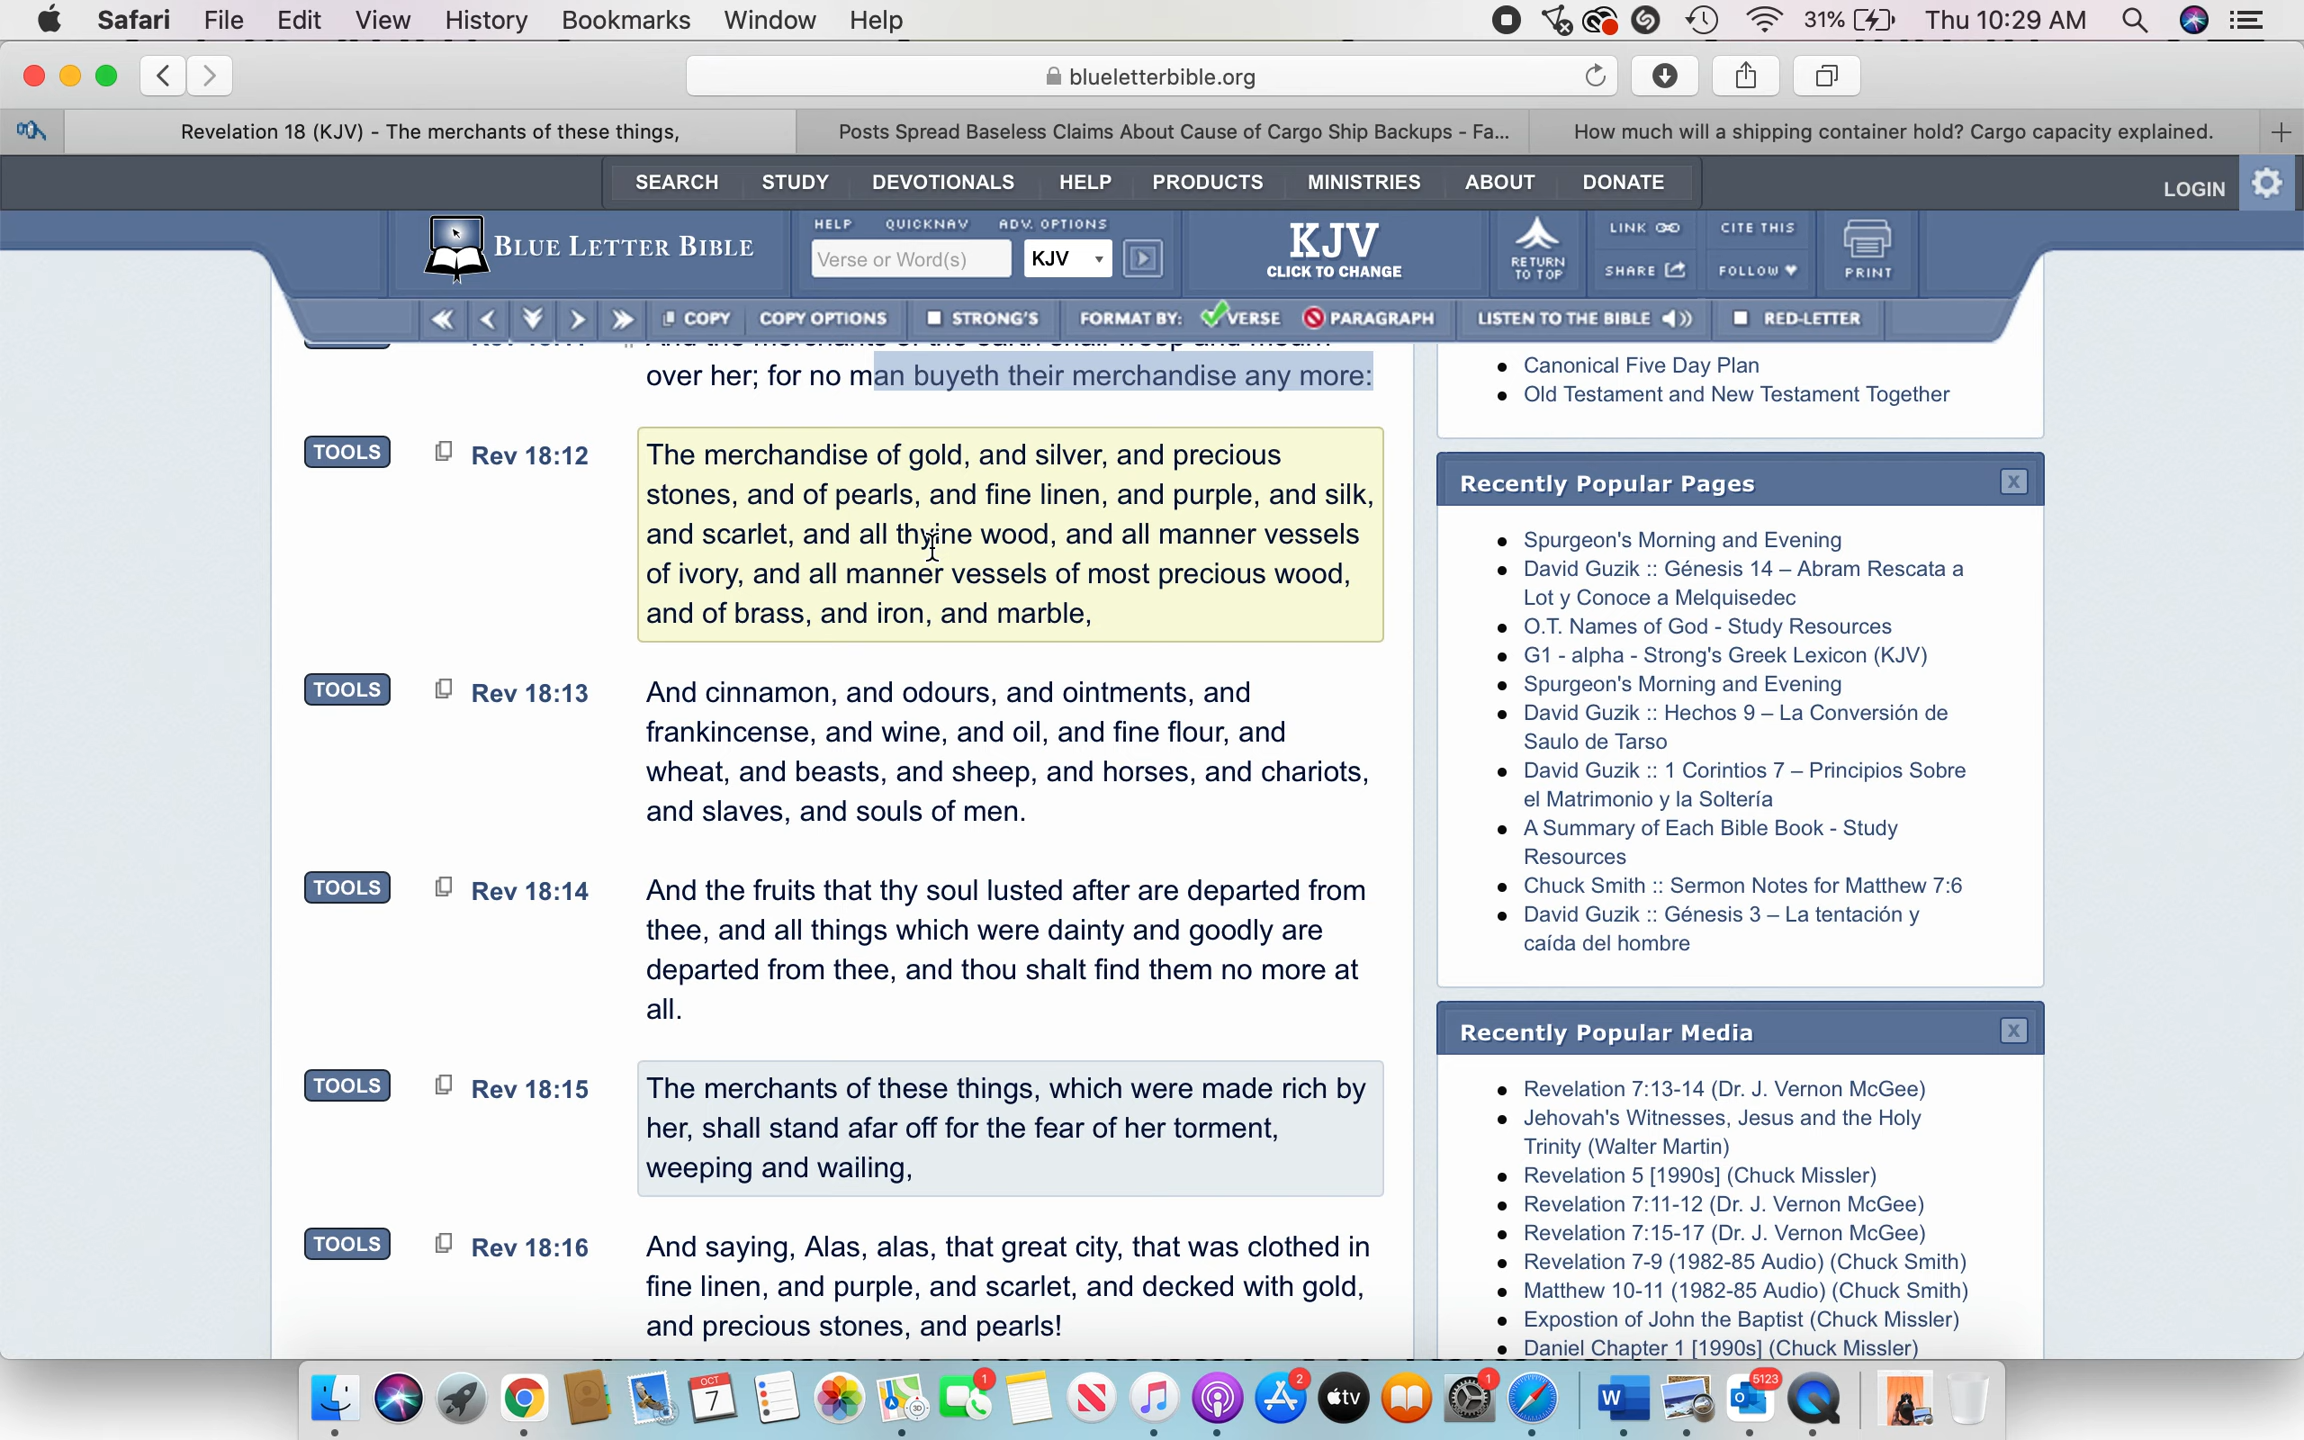 Safari File Edit View History Bookmarks Window Help 31% Thu 10:29 AM
blueletterbible.org
Revelation 18 (KJV) - The merchants of these things,
Posts Spread Baseless Claims About Cause of Cargo Ship Backups - Fa...
How much will a shipping container hold? Cargo capacity explained.
SEARCH STUDY DEVOTIONALS HELP PRODUCTS MINISTRIES ABOUT DONATE
LOGIN
BLUE LETTER BIBLE
HELP QUICKNAV ADV. OPTIONS
Verse or Word(s)
KJV
KJV
CLICK TO CHANGE
RETURN
TO TOP
LINK
SHARE
CITE THIS
FOLLOW
PRINT
COPY COPY OPTIONS STRONG'S FORMAT BY: VERSE PARAGRAPH LISTEN TO THE BIBLE RED-LETTER
over her; for no man buyeth their merchandise any more:
TOOLS Rev 18:12
The merchandise of gold, and silver, and precious
stones, and of pearls, and fine linen, and purple, and silk,
and scarlet, and all thyine wood, and all manner vessels
of ivory, and all manner vessels of most precious wood,
and of brass, and iron, and marble,
TOOLS Rev 18:13
And cinnamon, and odours, and ointments, and
frankincense, and wine, and oil, and fine flour, and
wheat, and beasts, and sheep, and horses, and chariots,
and slaves, and souls of men.
TOOLS Rev 18:14
And the fruits that thy soul lusted after are departed from
thee, and all things which were dainty and goodly are
departed from thee, and thou shalt find them no more at
all.
TOOLS Rev 18:15
The merchants of these things, which were made rich by
her, shall stand afar off for the fear of her torment,
weeping and wailing,
TOOLS Rev 18:16
And saying, Alas, alas, that great city, that was clothed in
fine linen, and purple, and scarlet, and decked with gold,
and precious stones, and pearls!
Canonical Five Day Plan
Old Testament and New Testament Together
Recently Popular Pages X
Spurgeon's Morning and Evening
David Guzik :: Génesis 14 – Abram Rescata a
Lot y Conoce a Melquisedec
O.T. Names of God - Study Resources
G1 - alpha - Strong's Greek Lexicon (KJV)
Spurgeon's Morning and Evening
David Guzik :: Hechos 9 – La Conversión de
Saulo de Tarso
David Guzik :: 1 Corintios 7 – Principios Sobre
el Matrimonio y la Soltería
A Summary of Each Bible Book - Study
Resources
Chuck Smith :: Sermon Notes for Matthew 7:6
David Guzik :: Génesis 3 – La tentación y
caída del hombre
Recently Popular Media X
Revelation 7:13-14 (Dr. J. Vernon McGee)
Jehovah's Witnesses, Jesus and the Holy
Trinity (Walter Martin)
Revelation 5 [1990s] (Chuck Missler)
Revelation 7:11-12 (Dr. J. Vernon McGee)
Revelation 7:15-17 (Dr. J. Vernon McGee)
Revelation 7-9 (1982-85 Audio) (Chuck Smith)
Matthew 10-11 (1982-85 Audio) (Chuck Smith)
Expostion of John the Baptist (Chuck Missler)
Daniel Chapter 1 [1990s] (Chuck Missler)
OCT
7
3D
1
2
tv
1
W
5123